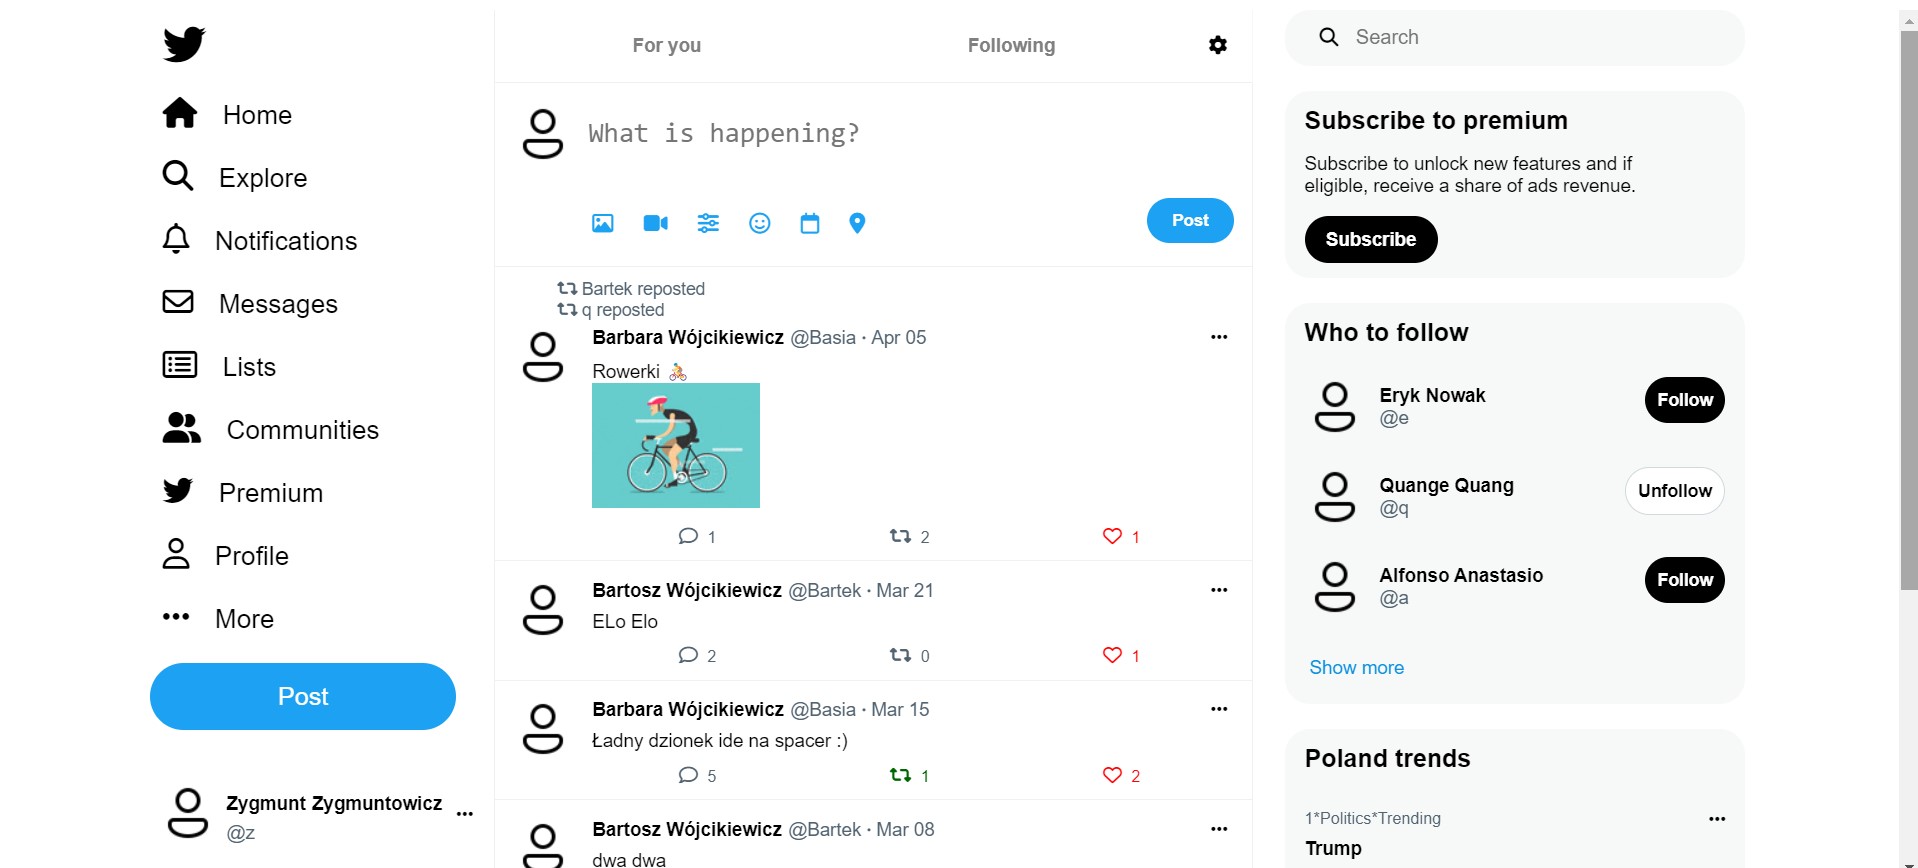 Home
Explore
Notifications
Messages
Lists
Communities
Premium
Profile
More
Post
Zygmunt Zygmuntowicz
@z
For you
Following
What is happening?
Post
Bartek reposted
q reposted
Barbara Wójcikiewicz @Basia · Apr 05
Rowerki 🚴
1 2 1
Bartosz Wójcikiewicz @Bartek · Mar 21
ELo Elo
2 0 1
Barbara Wójcikiewicz @Basia · Mar 15
Ładny dzionek ide na spacer :)
5 1 2
Bartosz Wójcikiewicz @Bartek · Mar 08
dwa dwa
Search
Subscribe to premium
Subscribe to unlock new features and if
eligible, receive a share of ads revenue.
Subscribe
Who to follow
Eryk Nowak
@e
Follow
Quange Quang
@q
Unfollow
Alfonso Anastasio
@a
Follow
Show more
Poland trends
1*Politics*Trending
Trump